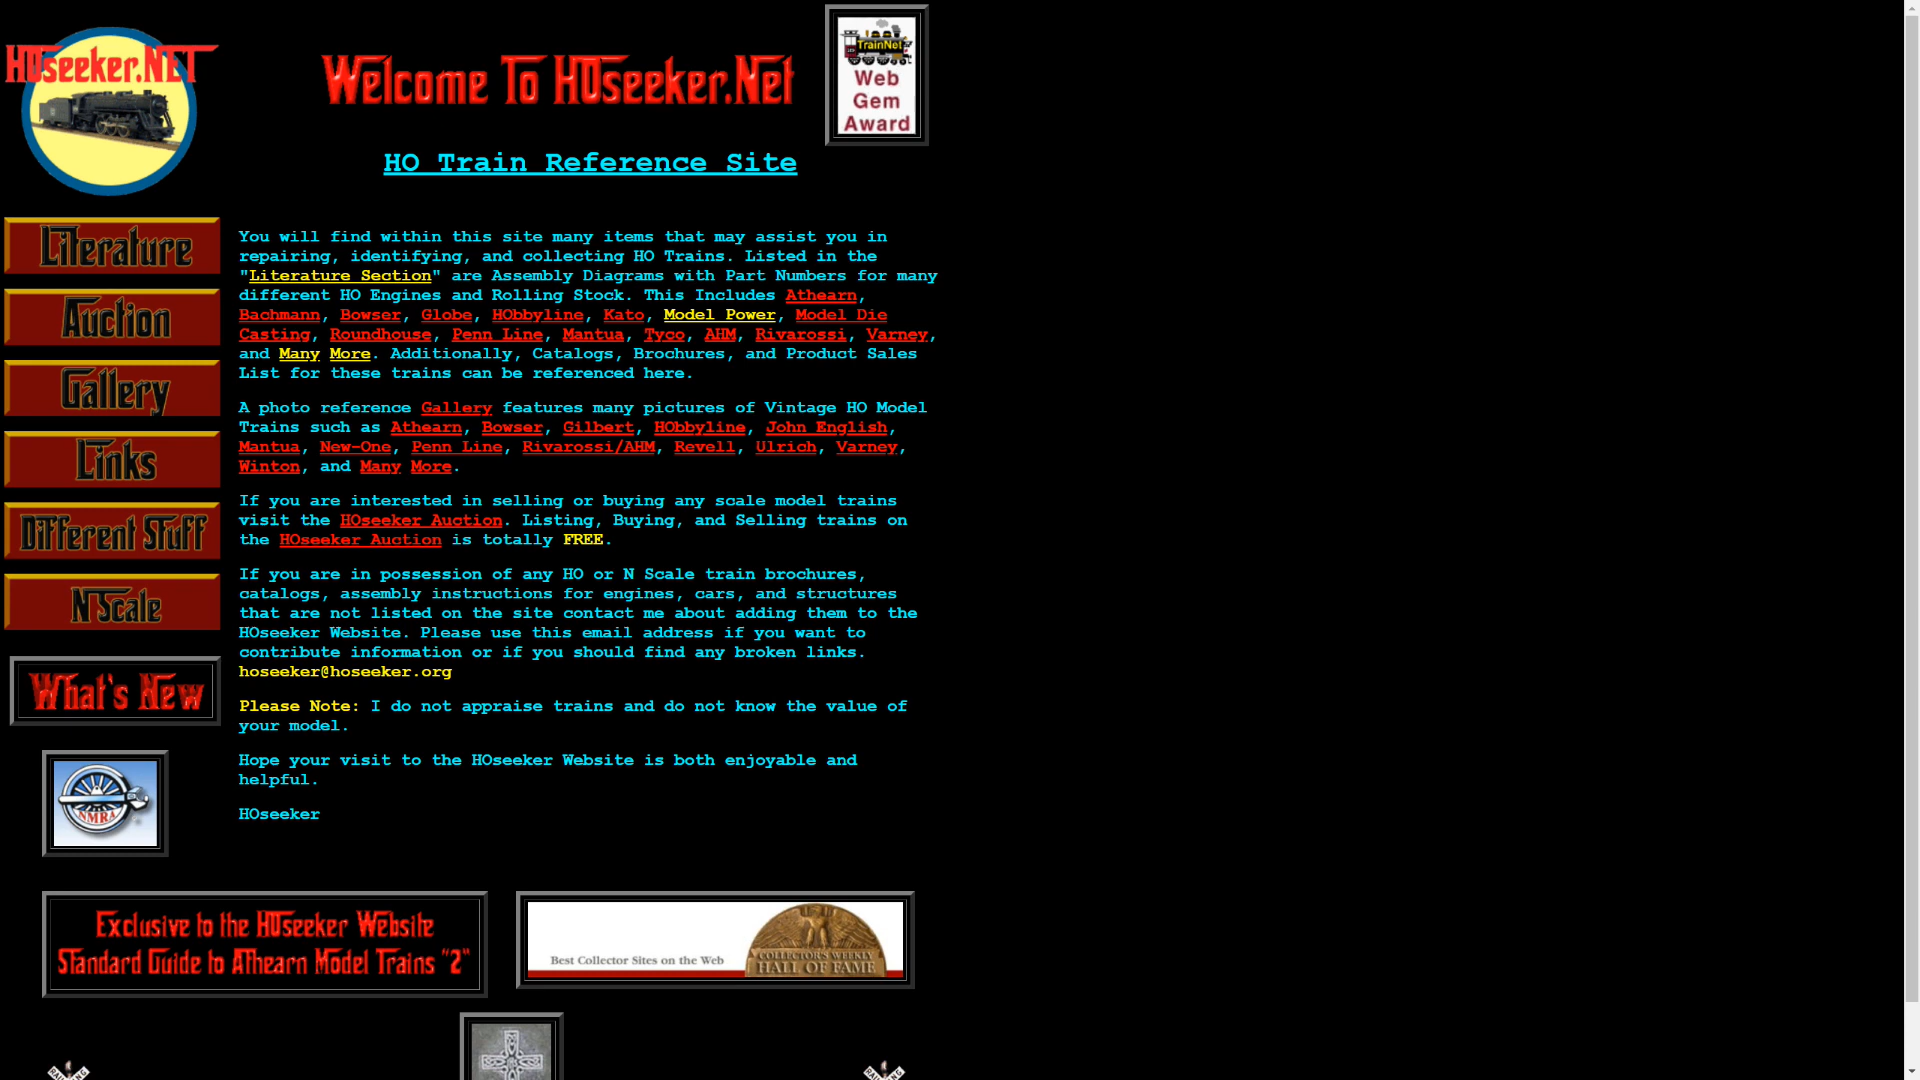 HOseeker.NET
Welcome To HOseeker.Net
TrainNet
Web
Gem
Award
HO Train Reference Site
Literature
Auction
Gallery
Links
Different Stuff
N Scale
What's New
NMRA
You will find within this site many items that may assist you in
repairing, identifying, and collecting HO Trains. Listed in the
"Literature Section" are Assembly Diagrams with Part Numbers for many
different HO Engines and Rolling Stock. This Includes Athearn,
Bachmann, Bowser, Globe, HObbyline, Kato, Model Power, Model Die
Casting, Roundhouse, Penn Line, Mantua, Tyco, AHM, Rivarossi, Varney,
and Many More. Additionally, Catalogs, Brochures, and Product Sales
List for these trains can be referenced here.
A photo reference Gallery features many pictures of Vintage HO Model
Trains such as Athearn, Bowser, Gilbert, HObbyline, John English,
Mantua, New-One, Penn Line, Rivarossi/AHM, Revell, Ulrich, Varney,
Winton, and Many More.
If you are interested in selling or buying any scale model trains
visit the HOseeker Auction. Listing, Buying, and Selling trains on
the HOseeker Auction is totally FREE.
If you are in possession of any HO or N Scale train brochures,
catalogs, assembly instructions for engines, cars, and structures
that are not listed on the site contact me about adding them to the
HOseeker Website. Please use this email address if you want to
contribute information or if you should find any broken links.
hoseeker@hoseeker.org
Please Note: I do not appraise trains and do not know the value of
your model.
Hope your visit to the HOseeker Website is both enjoyable and
helpful.
HOseeker
Exclusive to the HOseeker Website
Standard Guide to Athearn Model Trains "2"
Best Collector Sites on the Web
COLLECTOR'S WEEKLY
HALL OF FAME